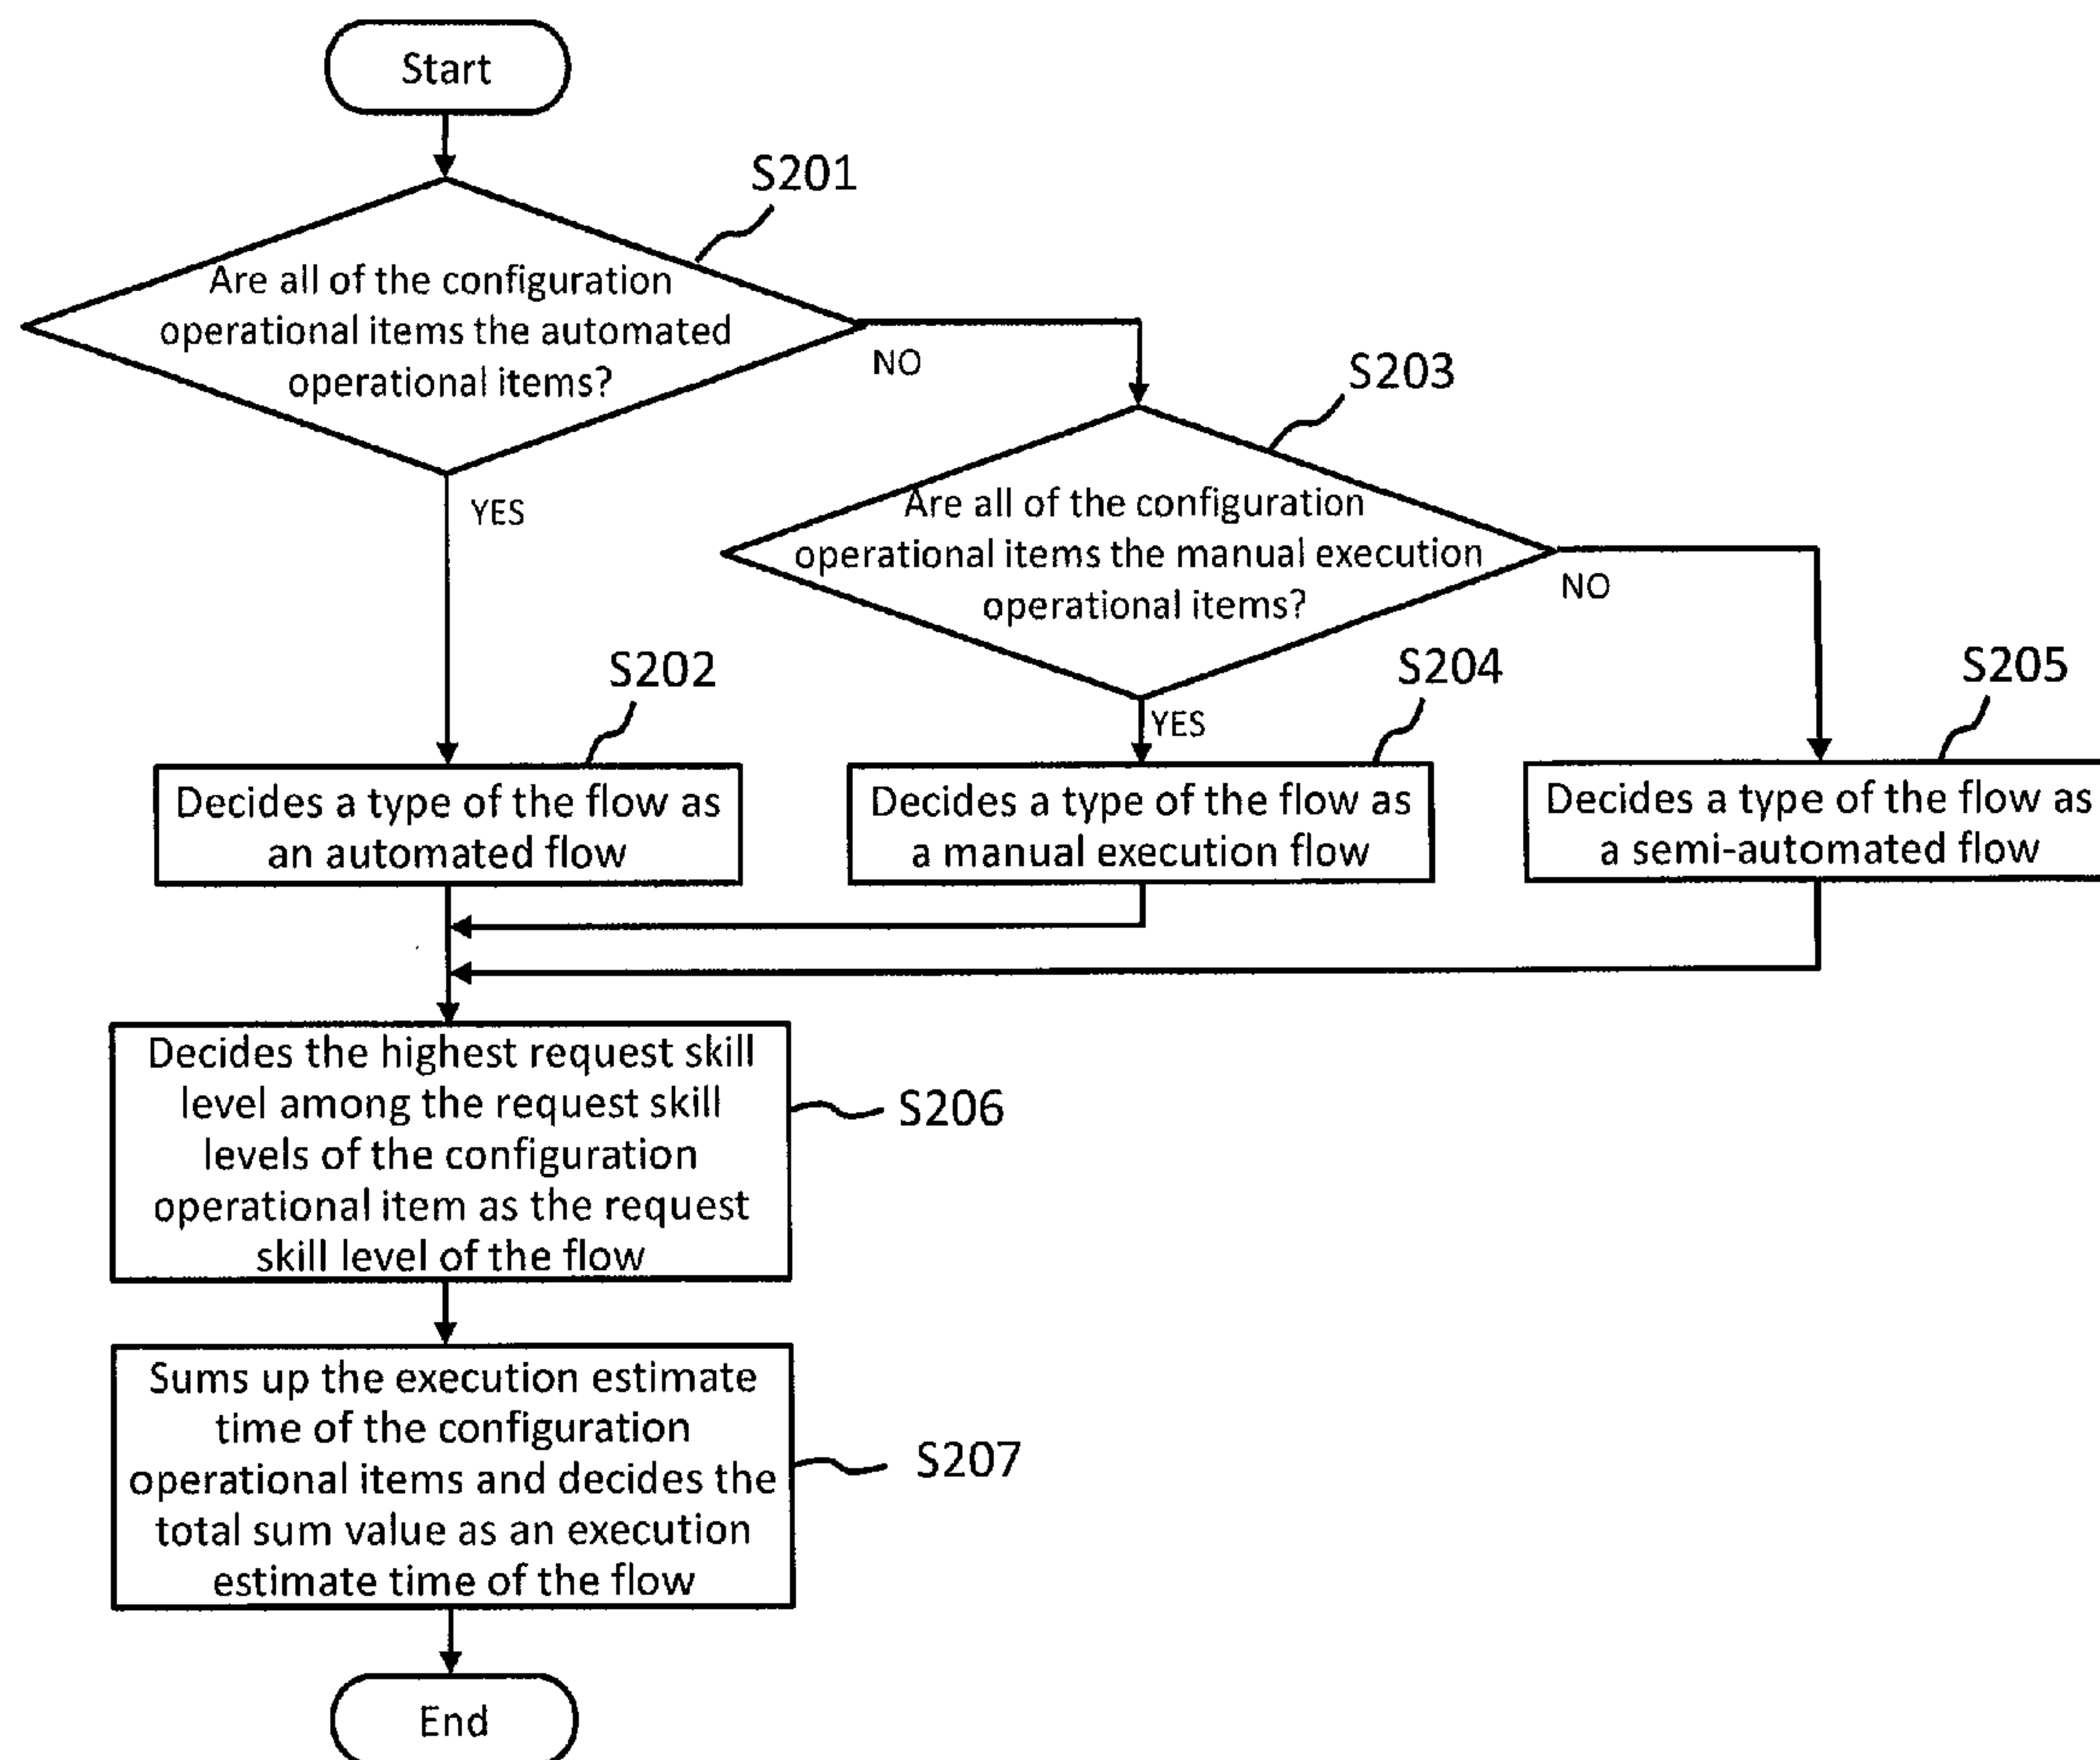 Start
S201
Are all of the configuration
operational items the automated
operational items?
NO
YES
S203
Are all of the configuration
operational items the manual execution
operational items?
NO
YES
S202
Decides a type of the flow as
an automated flow
S204
Decides a type of the flow as
a manual execution flow
S205
Decides a type of the flow as
a semi-automated flow
Decides the highest request skill
level among the request skill
levels of the configuration
operational item as the request
skill level of the flow
S206
Sums up the execution estimate
time of the configuration
operational items and decides the
total sum value as an execution
estimate time of the flow
S207
End